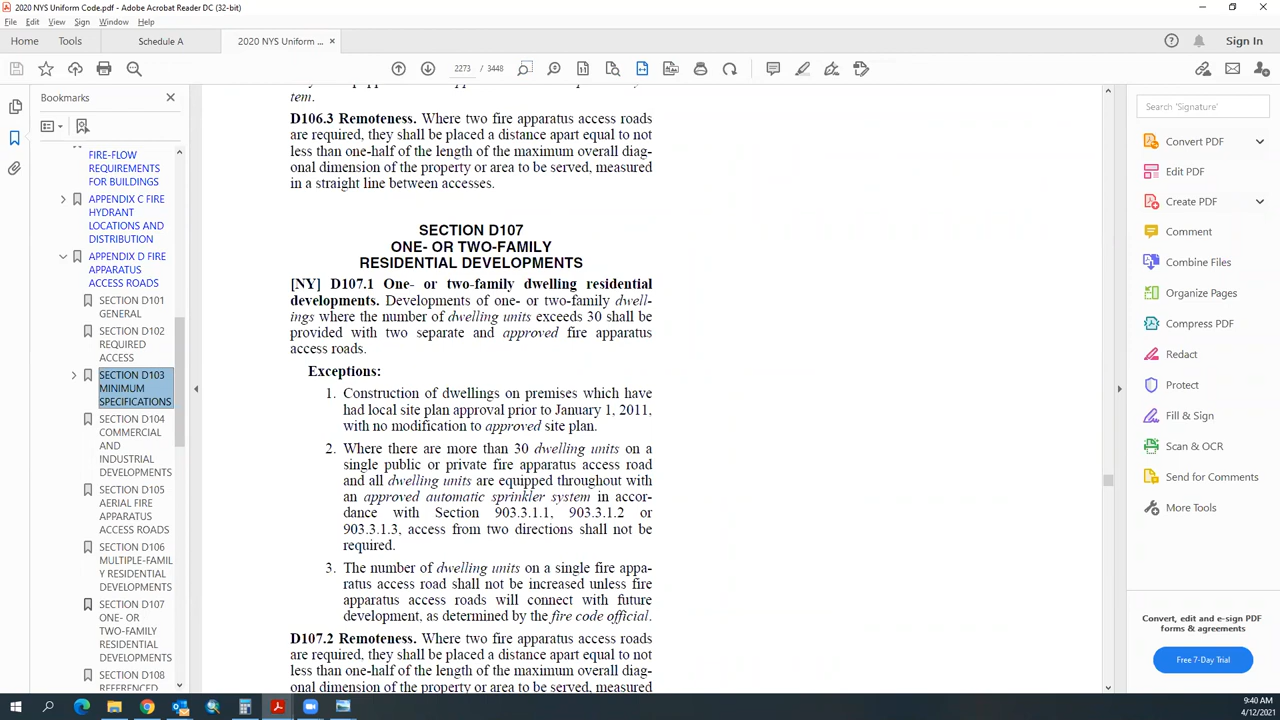 2020 NYS Uniform Code.pdf - Adobe Acrobat Reader DC (32-bit)
File Edit View Sign Window Help
Home Tools Schedule A 2020 NYS Uniform ... × Sign In
2273 / 3448
Bookmarks
FIRE-FLOW
REQUIREMENTS
FOR BUILDINGS
APPENDIX C FIRE
HYDRANT
LOCATIONS AND
DISTRIBUTION
APPENDIX D FIRE
APPARATUS
ACCESS ROADS
SECTION D101
GENERAL
SECTION D102
REQUIRED
ACCESS
SECTION D103
MINIMUM
SPECIFICATIONS
SECTION D104
COMMERCIAL
AND
INDUSTRIAL
DEVELOPMENTS
SECTION D105
AERIAL FIRE
APPARATUS
ACCESS ROADS
SECTION D106
MULTIPLE-FAMIL
Y RESIDENTIAL
DEVELOPMENTS
SECTION D107
ONE- OR
TWO-FAMILY
RESIDENTIAL
DEVELOPMENTS
SECTION D108
REFERENCED
tem.
D106.3 Remoteness. Where two fire apparatus access roads
are required, they shall be placed a distance apart equal to not
less than one-half of the length of the maximum overall diag-
onal dimension of the property or area to be served, measured
in a straight line between accesses.
SECTION D107
ONE- OR TWO-FAMILY
RESIDENTIAL DEVELOPMENTS
[NY] D107.1 One- or two-family dwelling residential
developments. Developments of one- or two-family dwell-
ings where the number of dwelling units exceeds 30 shall be
provided with two separate and approved fire apparatus
access roads.
Exceptions:
1. Construction of dwellings on premises which have
had local site plan approval prior to January 1, 2011,
with no modification to approved site plan.
2. Where there are more than 30 dwelling units on a
single public or private fire apparatus access road
and all dwelling units are equipped throughout with
an approved automatic sprinkler system in accor-
dance with Section 903.3.1.1, 903.3.1.2 or
903.3.1.3, access from two directions shall not be
required.
3. The number of dwelling units on a single fire appa-
ratus access road shall not be increased unless fire
apparatus access roads will connect with future
development, as determined by the fire code official.
D107.2 Remoteness. Where two fire apparatus access roads
are required, they shall be placed a distance apart equal to not
less than one-half of the length of the maximum overall diag-
onal dimension of the property or area to be served, measured
Search 'Signature'
Convert PDF
Edit PDF
Create PDF
Comment
Combine Files
Organize Pages
Compress PDF
Redact
Protect
Fill & Sign
Scan & OCR
Send for Comments
More Tools
Convert, edit and e-sign PDF
forms & agreements
Free 7-Day Trial
9:40 AM
4/12/2021